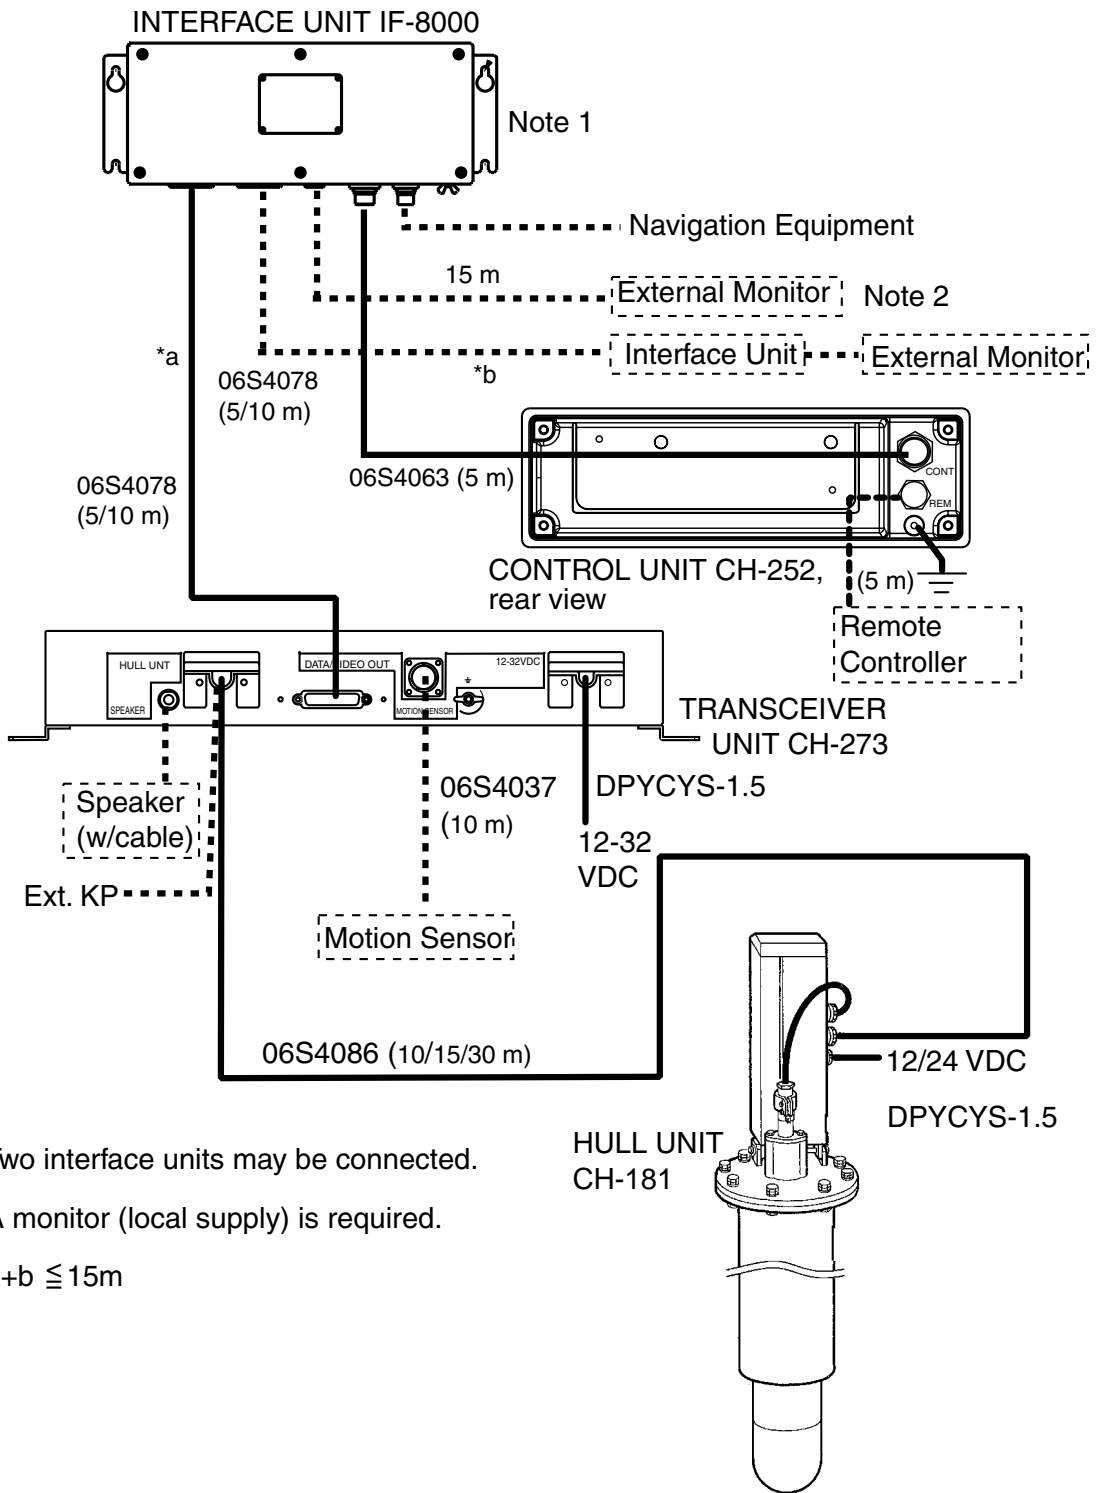 INTERFACE UNIT IF-8000
Note 1
Navigation Equipment
15 m
External Monitor
Note 2
*a
Interface Unit
External Monitor
*b
06S4078
(5/10 m)
06S4063 (5 m)
CONT
REM
06S4078
(5/10 m)
CONTROL UNIT CH-252,
rear view
(5 m)
Remote
Controller
HULL UNT
SPEAKER
DATA/VIDEO OUT
MOTION SENSOR
12-32VDC
TRANSCEIVER
UNIT CH-273
Speaker
(w/cable)
06S4037
(10 m)
DPYCYS-1.5
12-32
VDC
Ext. KP
Motion Sensor
06S4086 (10/15/30 m)
12/24 VDC
DPYCYS-1.5
HULL UNIT
CH-181
wo interface units may be connected.
monitor (local supply) is required.
+b ≦15m